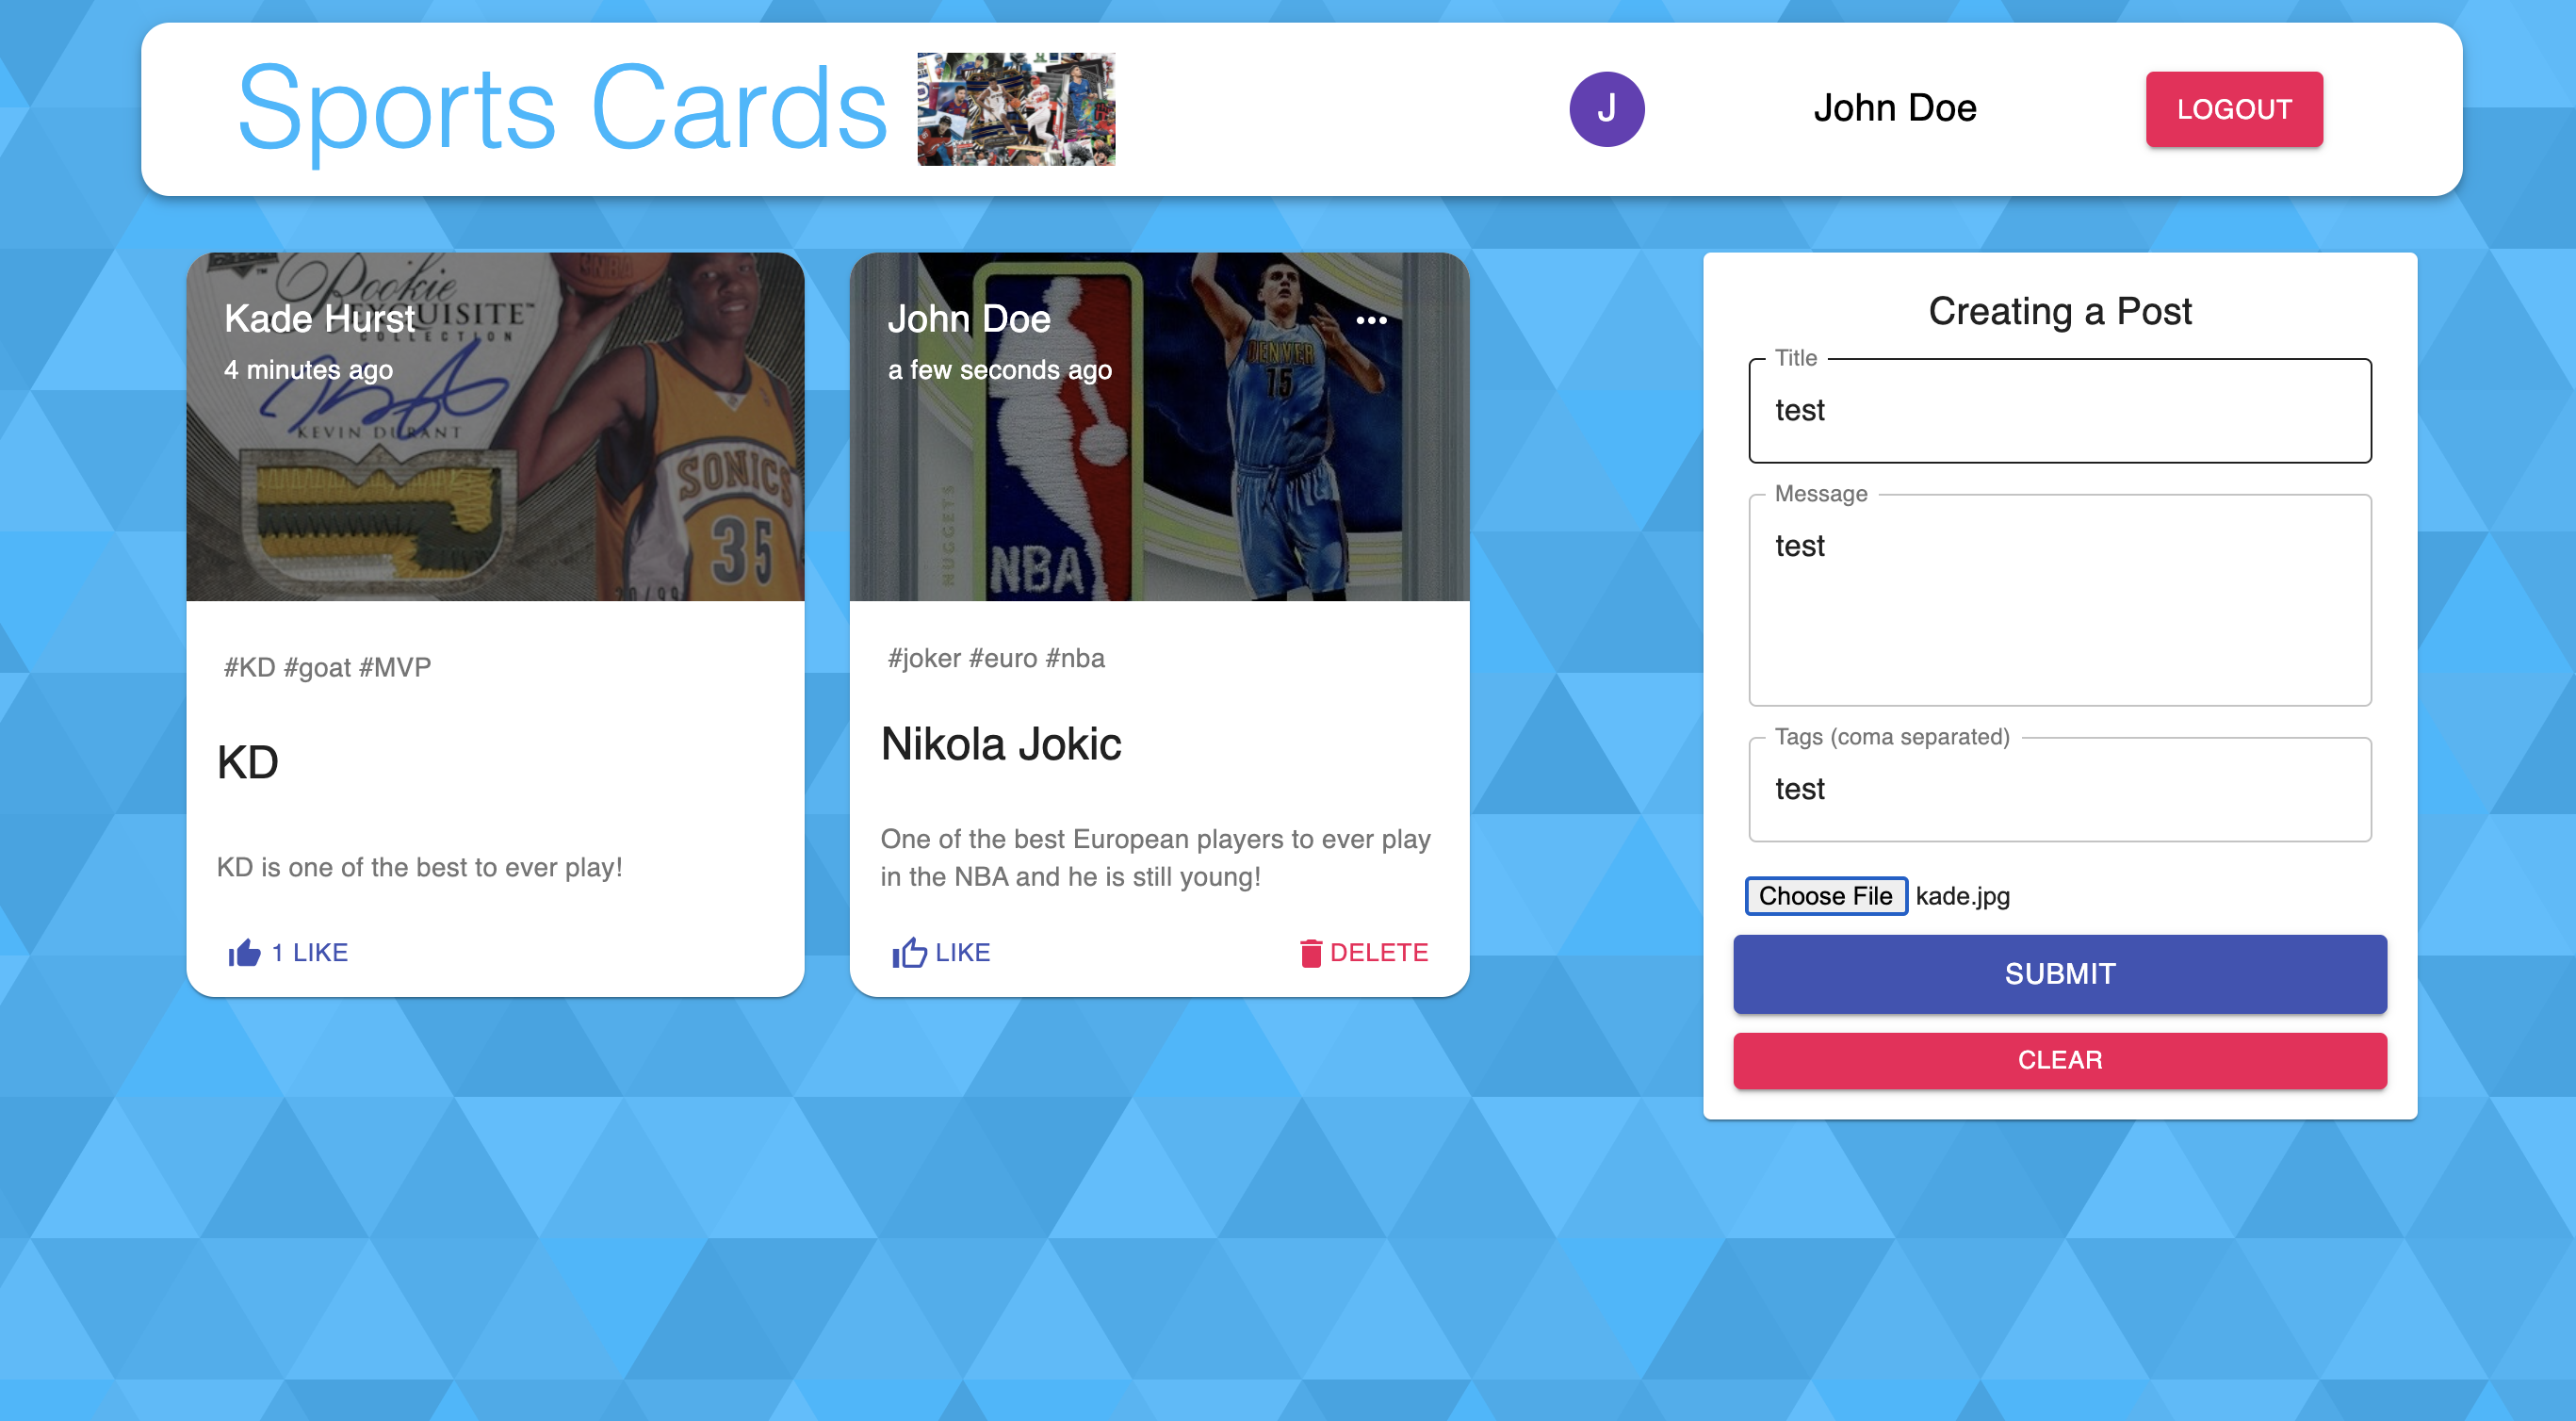 Sports Cards
J
John Doe
LOGOUT
Kade Hurst
4 minutes ago
Rookie
EXQUISITE™
COLLECTION
KEVIN DURANT
NBA
SONICS
35
#KD #goat #MVP
KD
KD is one of the best to ever play!
1 LIKE
John Doe
a few seconds ago
DENVER
15
NUGGETS
NBA
#joker #euro #nba
Nikola Jokic
One of the best European players to ever play
in the NBA and he is still young!
LIKE
DELETE
Creating a Post
Title
test
Message
test
Tags (coma separated)
test
Choose File kade.jpg
SUBMIT
CLEAR